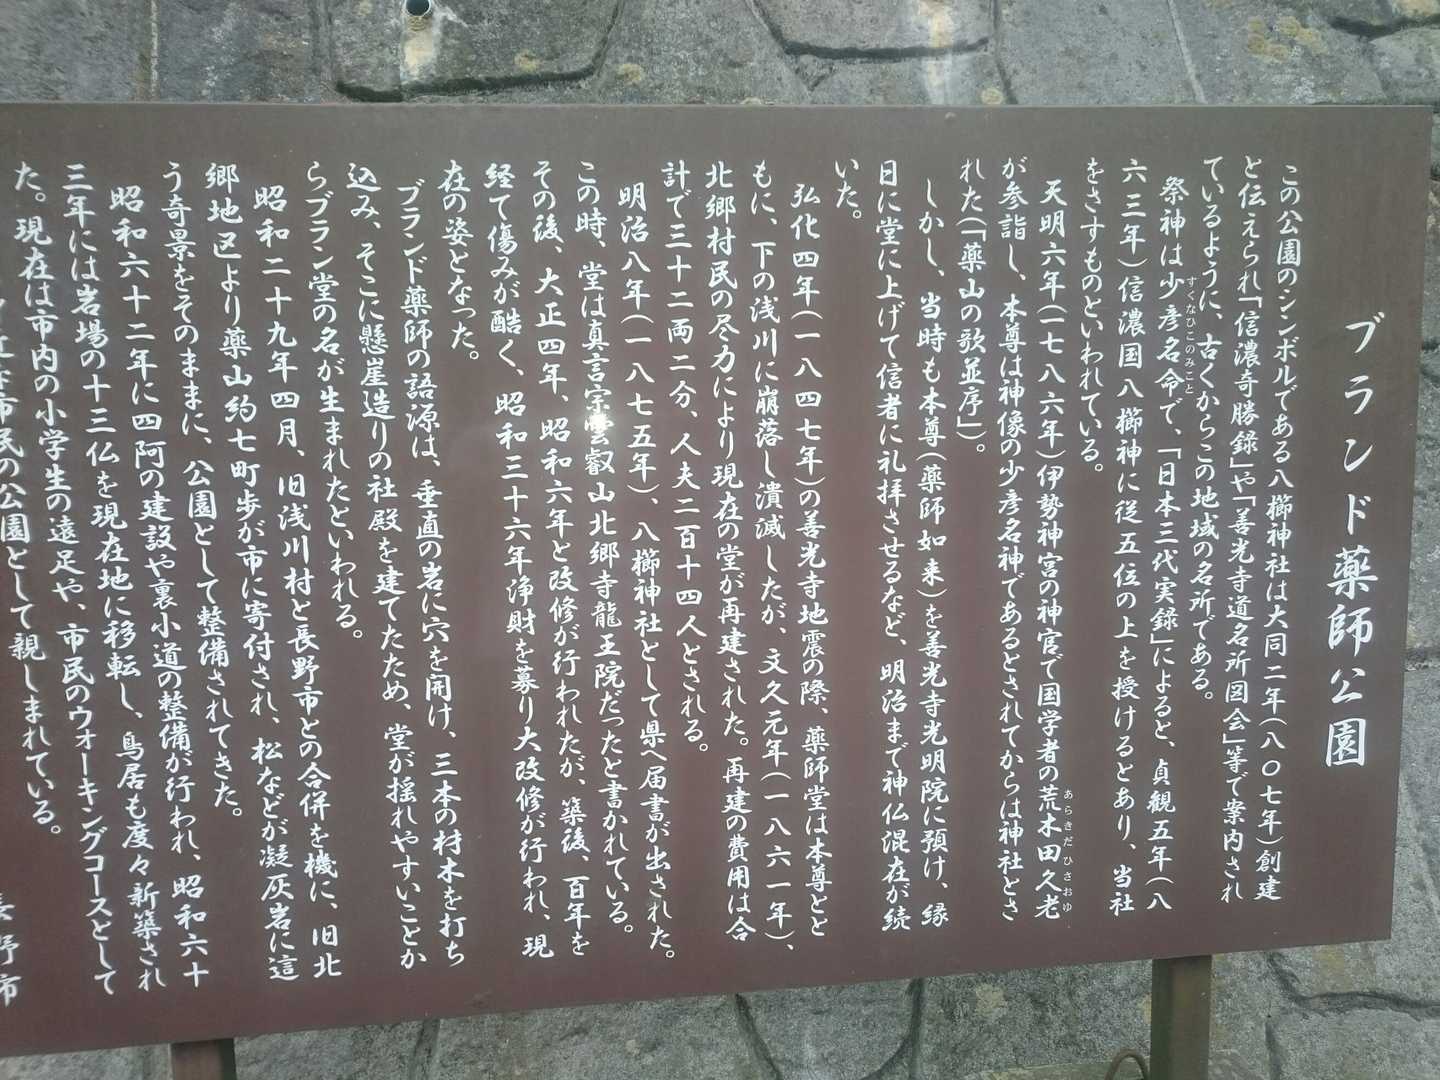 ブランド薬師公園
この公園のシンボルである八櫛神社は大同二年(八〇七年)創建
と伝えられ「信濃奇勝録」や「善光寺道名所図会」等で案内され
ているように、古くからこの地域の名所である。
祭神は少彦名命で、「日本三代実録」によると、貞観五年(八
すくなひこのみこと
六三年)信濃国八櫛神に従五位の上を授けるとあり、当社
をさすものといわれている。
天明六年(一七八六年)伊勢神宮の神官で国学者の荒木田久老
あらきだひさおゆ
が参詣し、本尊は神像の少彦名神であるとされてからは神社とさ
れた(「薬山の歌並序」)。
しかし、当時も本尊(薬師如来)を善光寺光明院に預け、縁
日に堂に上げて信者に礼拝させるなど、明治まで神仏混在が続
いた。
弘化四年(一八四七年)の善光寺地震の際、薬師堂は本尊とと
もに、下の浅川に崩落し潰滅したが、文久元年(一八六一年)、
北郷村民の尽力により現在の堂が再建された。再建の費用は合
計で三十二両二分、人夫二百十四人とされる。
明治八年(一八七五年)、八櫛神社として県へ届書が出された。
この時、堂は真言宗雲叡山北郷寺龍王院だったと書かれている。
その後、大正四年、昭和六年と改修が行われたが、築後、百年を
経て傷みが酷く、昭和三十六年浄財を募り大改修が行われ、現
在の姿となった。
ブランド薬師の語源は、垂直の岩に穴を開け、三本の材木を打ち
込み、そこに懸崖造りの社殿を建てたため、堂が揺れやすいことか
らブラン堂の名が生まれたといわれる。
昭和二十九年四月、旧浅川村と長野市との合併を機に、旧北
郷地区より薬山約七町歩が市に寄付され、松などが凝灰岩に這
う奇景をそのままに、公園として整備されてきた。
昭和六十二年に四阿の建設や裏小道の整備が行われ、昭和六十
三年には岩場の十三仏を現在地に移転し、鳥居も度々新築され
た。現在は市内の小学生の遠足や、市民のウオーキングコースとして
市民の公園として親しまれている。
長野市